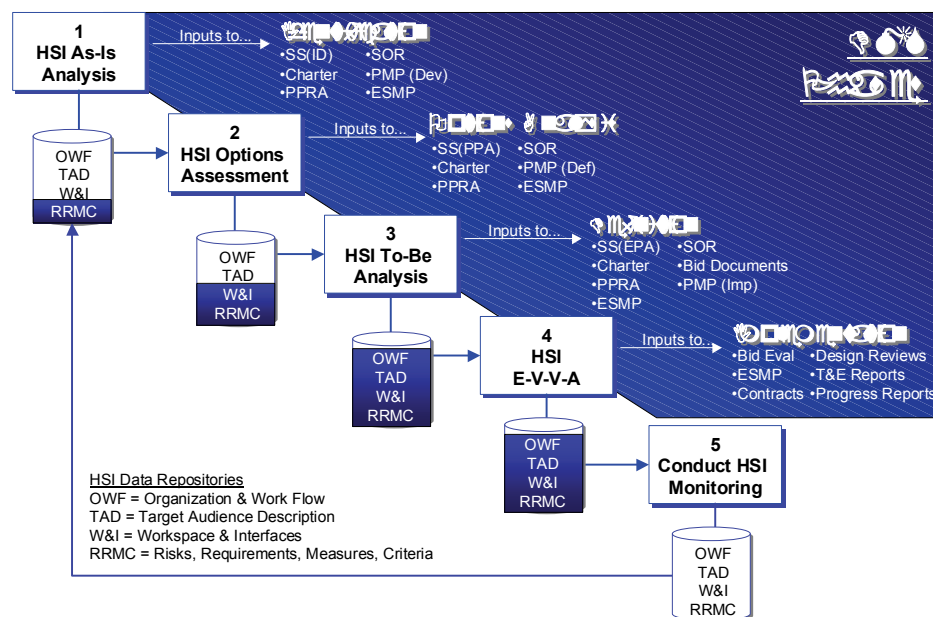 1
HSI As-Is
Analysis
Inputs to...
•SS(ID)
•Charter
•PPRA
•SOR
•PMP (Dev)
•ESMP
OWF
TAD
W&I
RRMC
2
HSI Options
Assessment
Inputs to...
•SS(PPA)
•Charter
•PPRA
•SOR
•PMP (Def)
•ESMP
OWF
TAD
W&I
RRMC
3
HSI To-Be
Analysis
Inputs to...
•SS(EPA)
•Charter
•PPRA
•ESMP
•SOR
•Bid Documents
•PMP (Imp)
OWF
TAD
W&I
RRMC
4
HSI
E-V-V-A
Inputs to...
•Bid Eval
•ESMP
•Contracts
•Design Reviews
•T&E Reports
•Progress Reports
OWF
TAD
W&I
RRMC
5
Conduct HSI
Monitoring
OWF
TAD
W&I
RRMC
HSI Data Repositories
OWF = Organization & Work Flow
TAD = Target Audience Description
W&I = Workspace & Interfaces
RRMC = Risks, Requirements, Measures, Criteria